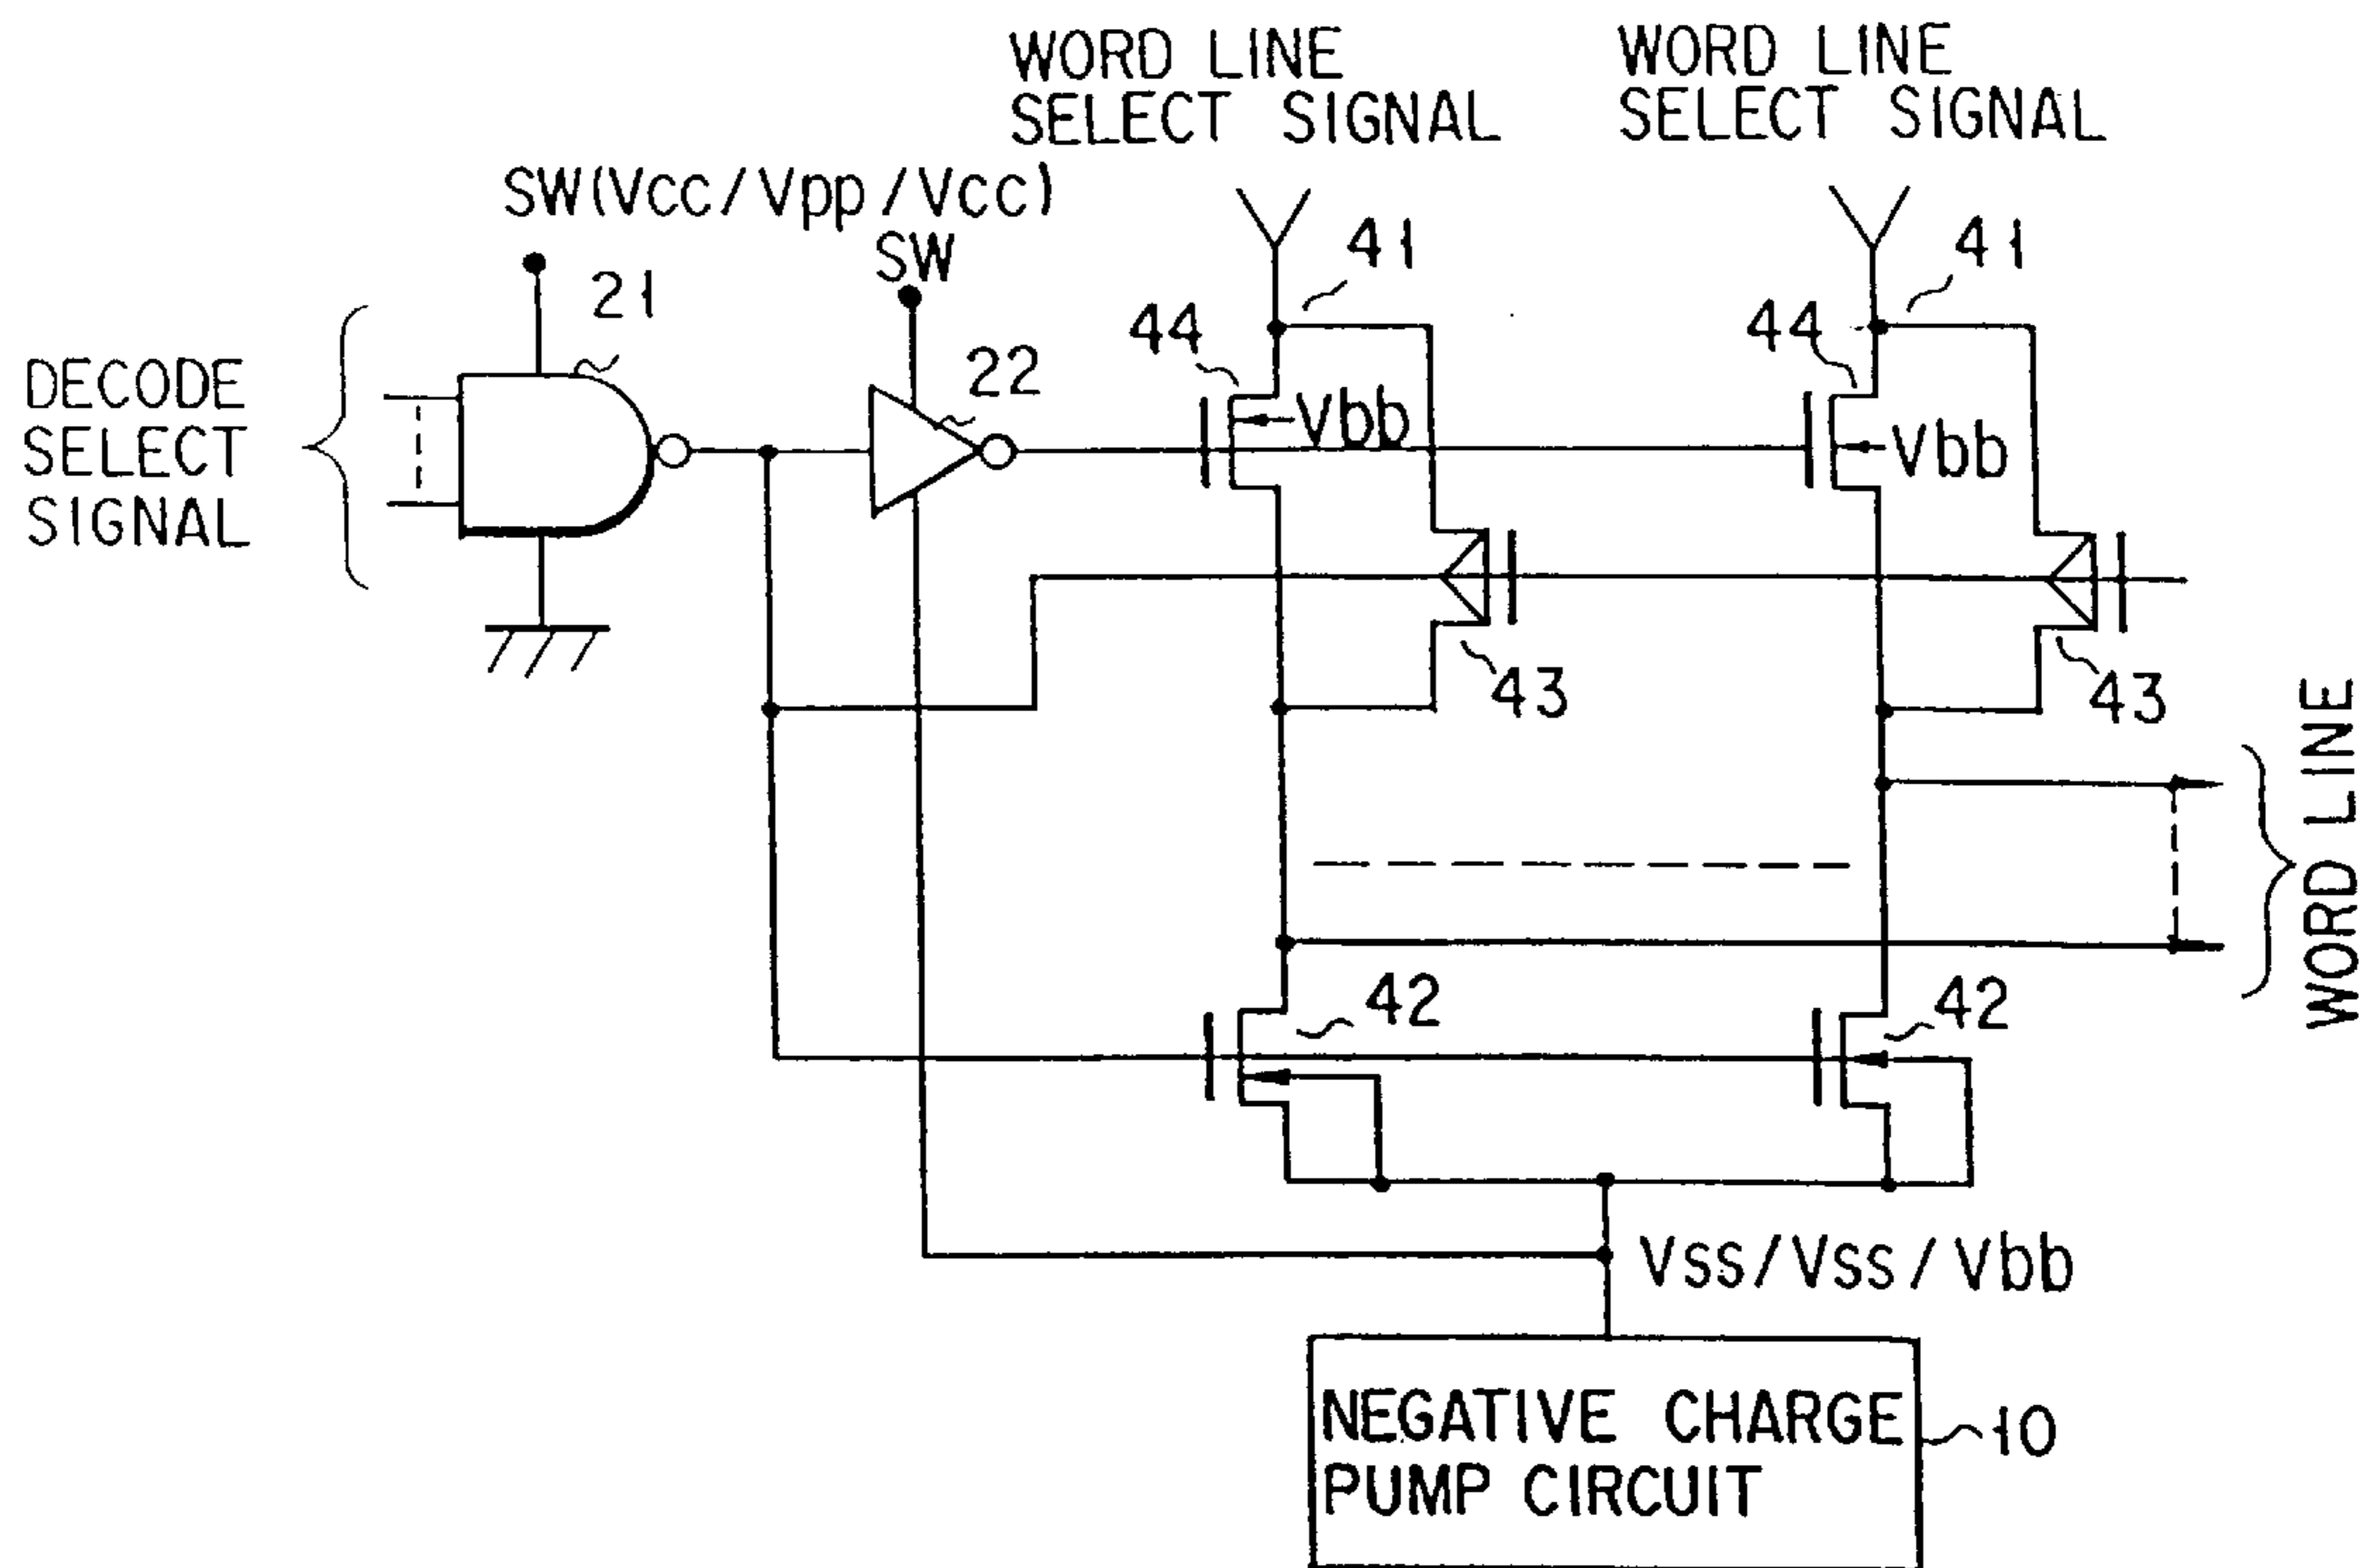 WORD LINE
SELECT SIGNAL
WORD LINE
SELECT SIGNAL
SW(Vcc/Vpp/Vcc)
SW
41
41
21
44
44
22
DECODE
SELECT
SIGNAL
Vbb
Vbb
43
43
WORD LINE
42
42
Vss/Vss/Vbb
NEGATIVE CHARGE
PUMP CIRCUIT
10